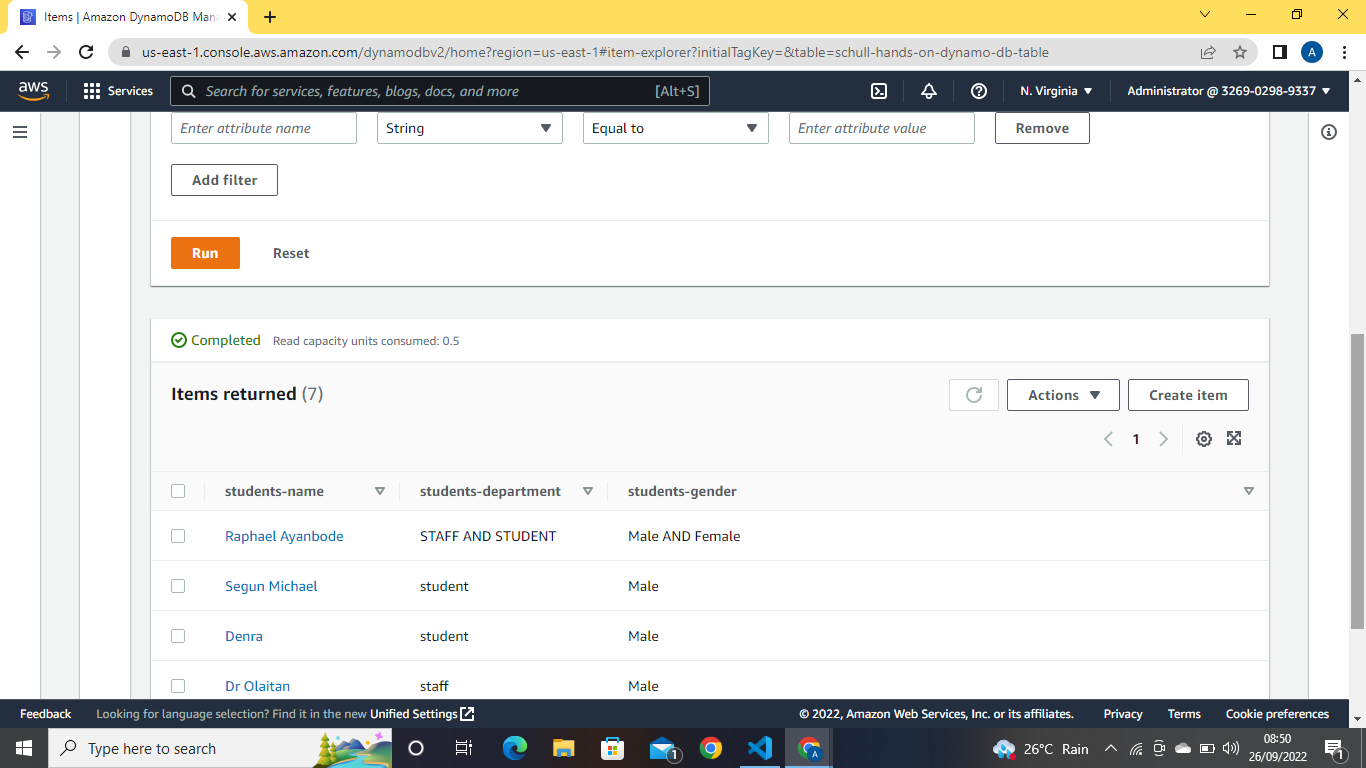 Items | Amazon DynamoDB Mana
us-east-1.console.aws.amazon.com/dynamodbv2/home?region=us-east-1#item-explorer?initialTagKey=&table=schull-hands-on-dynamo-db-table
A
aws Services Search for services, features, blogs, docs, and more [Alt+S] N. Virginia ▼ Administrator @ 3269-0298-9337 ▼
Enter attribute name String Equal to Enter attribute value Remove
Add filter
Run Reset
Completed Read capacity units consumed: 0.5
Items returned (7) Actions Create item
1
students-name students-department students-gender
Raphael Ayanbode STAFF AND STUDENT Male AND Female
Segun Michael student Male
Denra student Male
Dr Olaitan staff Male
Feedback Looking for language selection? Find it in the new Unified Settings © 2022, Amazon Web Services, Inc. or its affiliates. Privacy Terms Cookie preferences
Type here to search 1 A 26°C Rain 08:50
26/09/2022 1